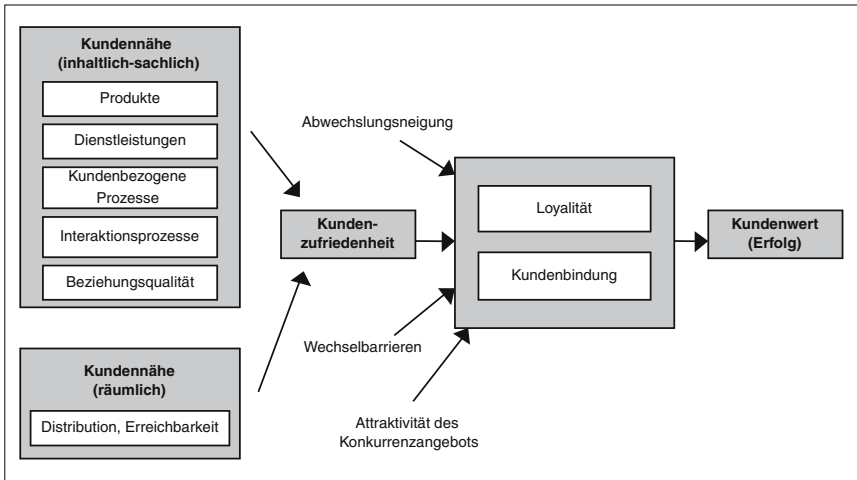 Kundennähe
(inhaltlich-sachlich)
Produkte
Dienstleistungen
Kundenbezogene
Prozesse
Interaktionsprozesse
Beziehungsqualität
Kundennähe
(räumlich)
Distribution, Erreichbarkeit
Kunden-
zufriedenheit
Abwechslungsneigung
Loyalität
Kundenbindung
Wechselbarrieren
Attraktivität des
Konkurrenzangebots
Kundenwert
(Erfolg)